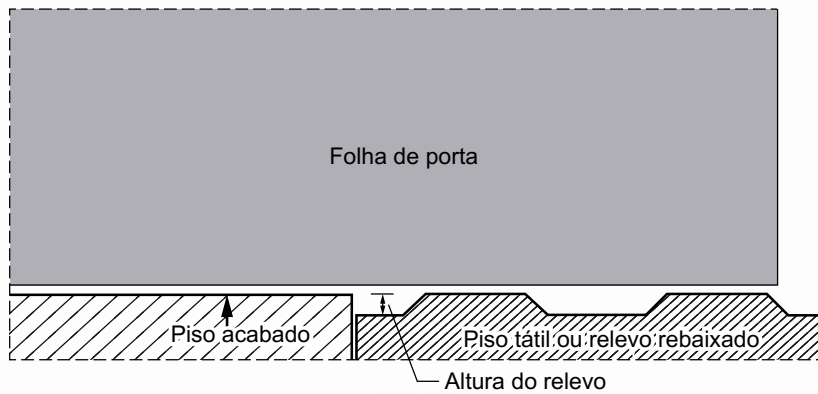 Folha de porta
Piso acabado
Piso tátil ou relevo rebaixado
Altura do relevo